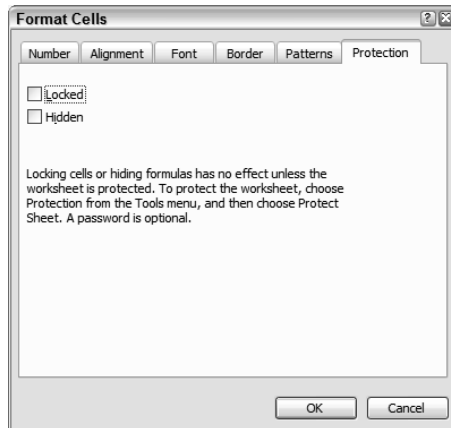 Format Cells
Number Alignment Font Border Patterns Protection
Locked
Hidden
Locking cells or hiding formulas has no effect unless the
worksheet is protected. To protect the worksheet, choose
Protection from the Tools menu, and then choose Protect
Sheet. A password is optional.
OK Cancel